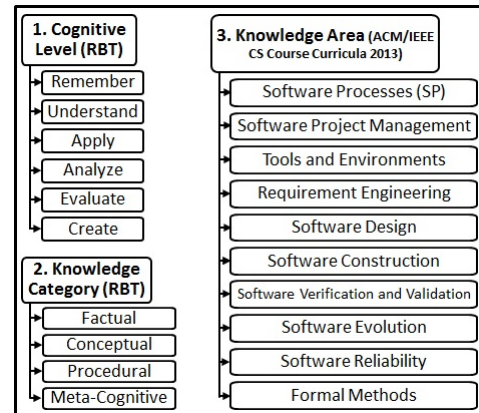 1. Cognitive
Level (RBT)
Remember
Understand
Apply
Analyze
Evaluate
Create
2. Knowledge
Category (RBT)
Factual
Conceptual
Procedural
Meta-Cognitive
3. Knowledge Area (ACM/IEEE
CS Course Curricula 2013)
Software Processes (SP)
Software Project Management
Tools and Environments
Requirement Engineering
Software Design
Software Construction
Software Verification and Validation
Software Evolution
Software Reliability
Formal Methods